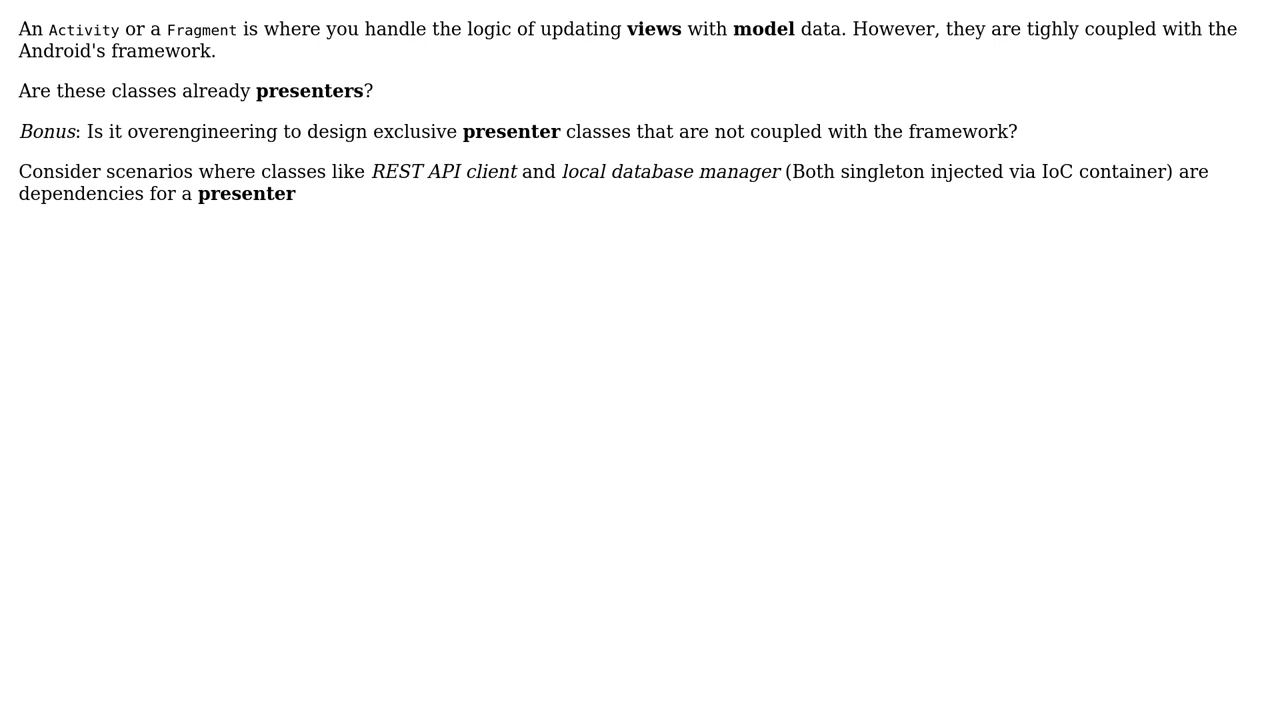 An Activity or a Fragment is where you handle the logic of updating views with model data. However, they are tighly coupled with the
Android's framework.
Are these classes already presenters?
Bonus: Is it overengineering to design exclusive presenter classes that are not coupled with the framework?
Consider scenarios where classes like REST API client and local database manager (Both singleton injected via IoC container) are
dependencies for a presenter